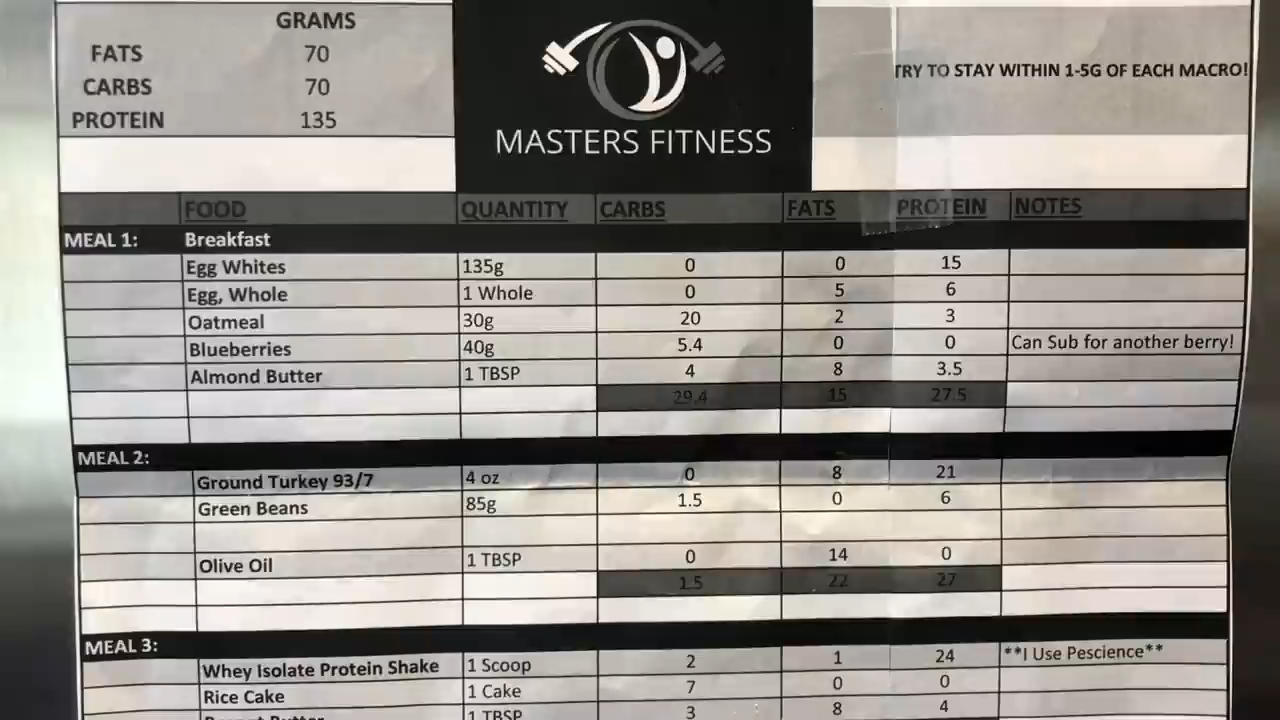 GRAMS
FATS 70
CARBS 70
PROTEIN 135
MASTERS FITNESS
TRY TO STAY WITHIN 1-5G OF EACH MACRO!
FOOD QUANTITY CARBS FATS PROTEIN NOTES
MEAL 1: Breakfast
Egg Whites 135g 0 0 15
Egg, Whole 1 Whole 0 5 6
Oatmeal 30g 20 2 3
Blueberries 40g 5.4 0 0 Can Sub for another berry!
Almond Butter 1 TBSP 4 8 3.5
29.4 15 27.5
MEAL 2:
Ground Turkey 93/7 4 oz 0 8 21
Green Beans 85g 1.5 0 6
Olive Oil 1 TBSP 0 14 0
1.5 22 27
MEAL 3:
Whey Isolate Protein Shake 1 Scoop 2 1 24 **I Use Pescience**
Rice Cake 1 Cake 7 0 0
Peanut Butter 1 TBSP 3 8 4